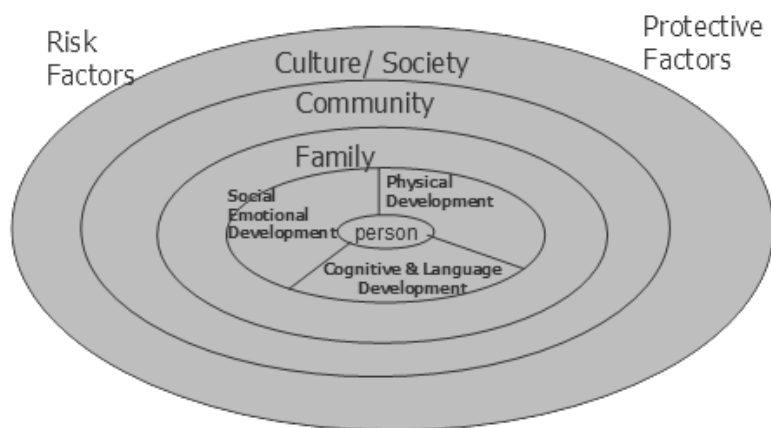 Risk
Factors
Protective
Factors
Culture/ Society
Community
Family
Social
Emotional
Development
Physical
Development
person
Cognitive & Language
Development